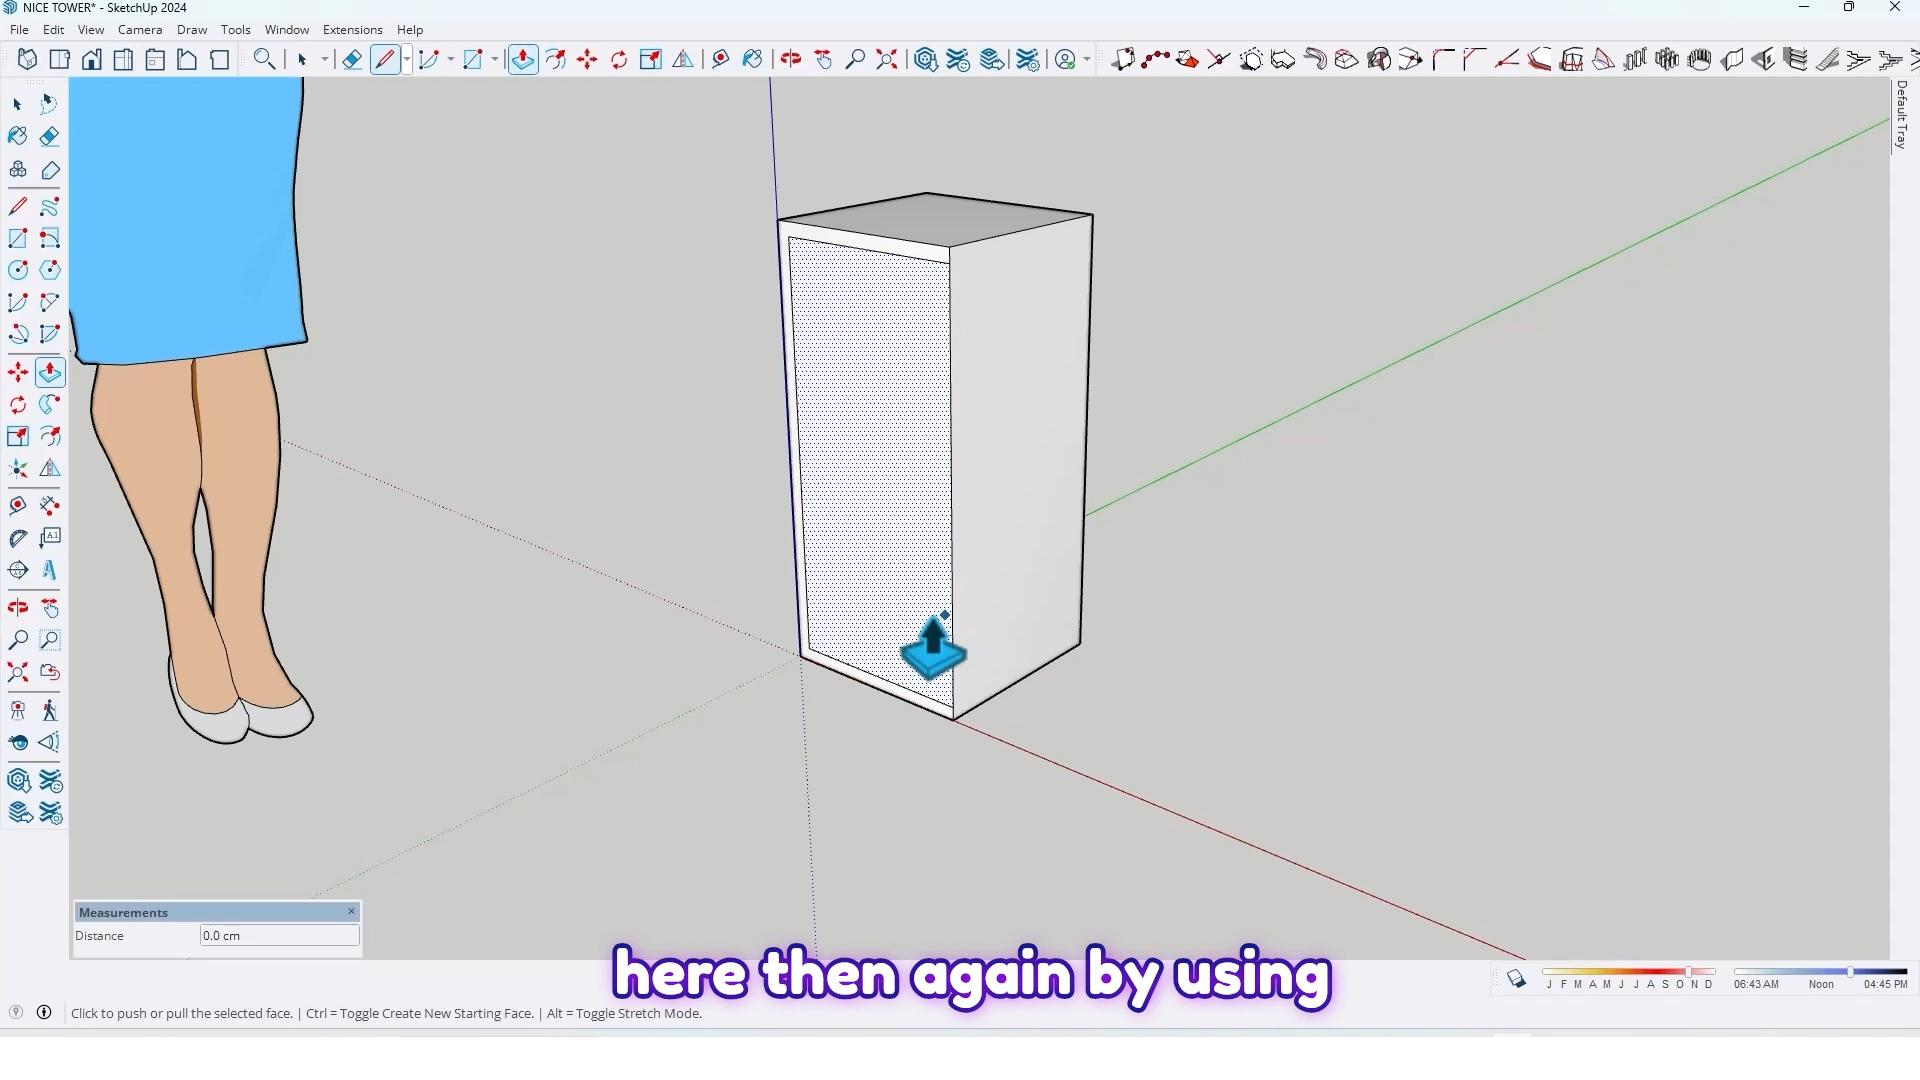 NICE TOWER* - SketchUp 2024
File Edit View Camera Draw Tools Window Extensions Help
Default Tray
A1
Measurements
Distance 0.0 cm
here then again by using
J F M A M J J A S O N D
06:43 AM Noon 04:45 PM
Click to push or pull the selected face. | Ctrl = Toggle Create New Starting Face. | Alt = Toggle Stretch Mode.